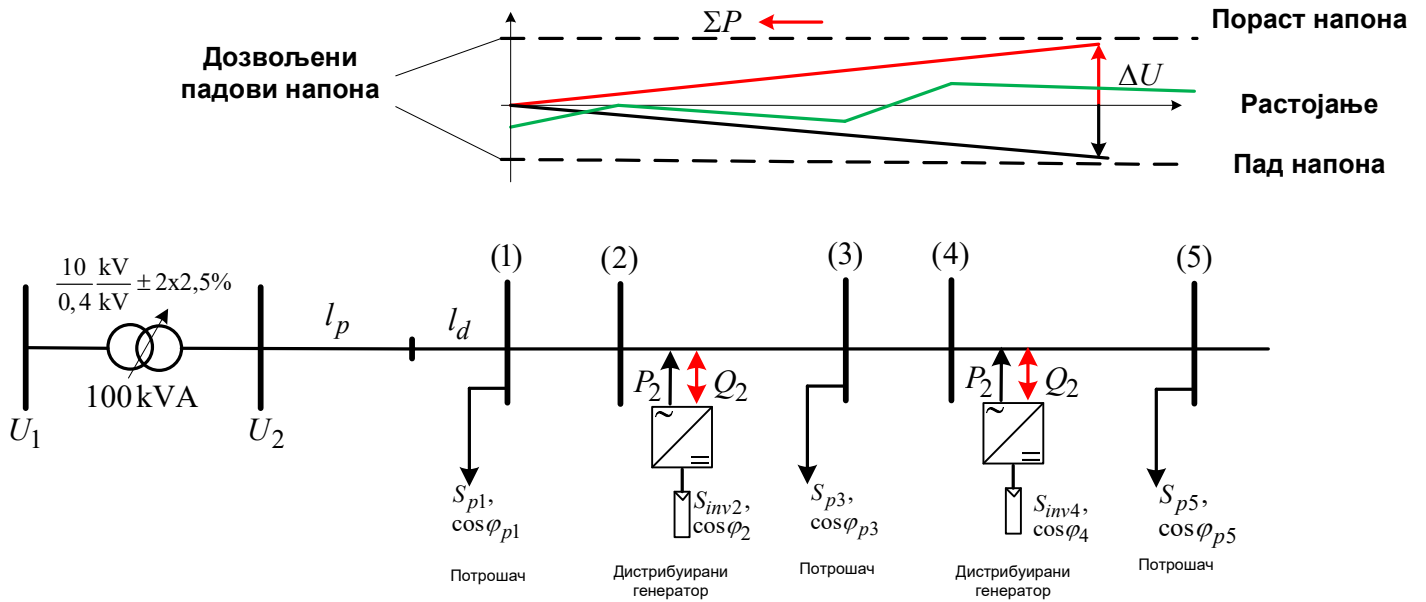 ΣP
Пораст напона
Дозвољени
падови напона
ΔU
Растојање
Пад напона
10/0,4 kV/kV ± 2x2,5%
100 kVA
U1
U2
lp
ld
(1)
(2)
(3)
(4)
(5)
P2
Q2
P2
Q2
~
=
~
=
Sp1,
cosφp1
Sinv2,
cosφ2
Sp3,
cosφp3
Sinv4,
cosφ4
Sp5,
cosφp5
Потрошач
Дистрибуирани
генератор
Потрошач
Дистрибуирани
генератор
Потрошач